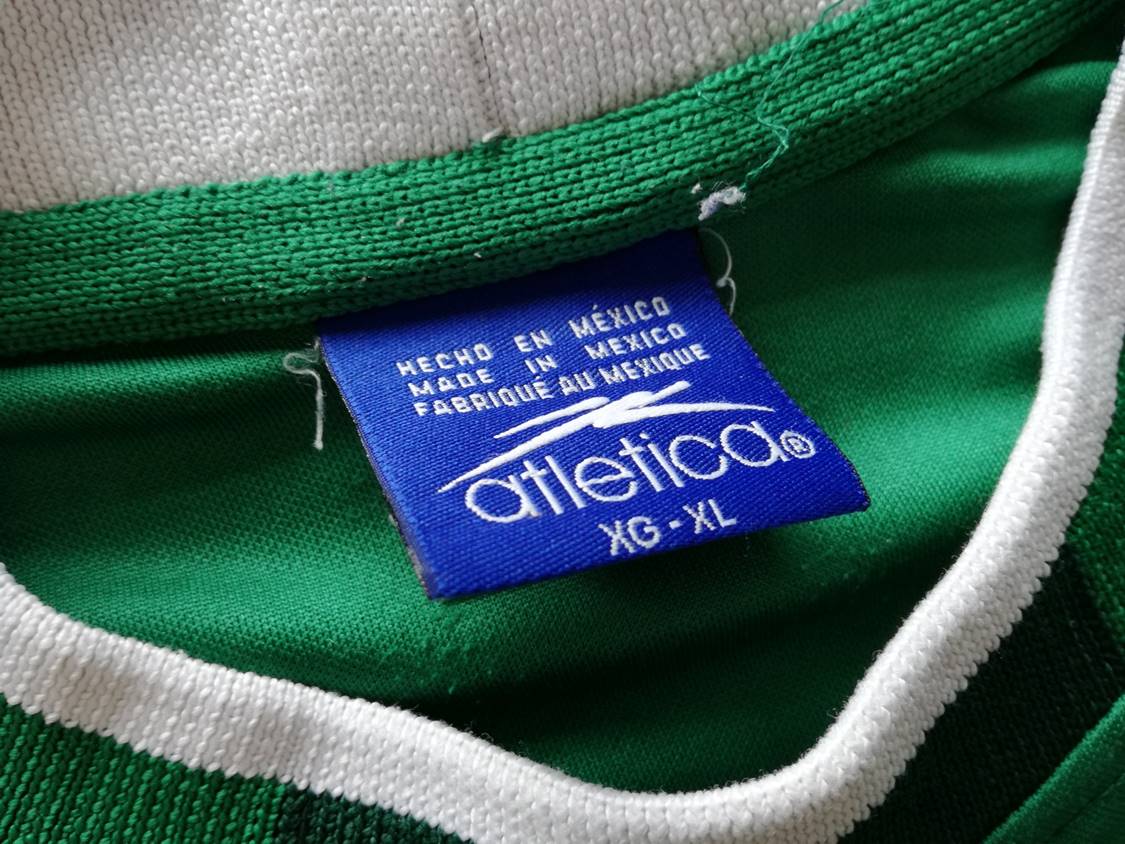 HECHO EN MÉXICO
MADE IN MEXICO
FABRIQUÉ AU MEXIQUE
atletica®
XG - XL